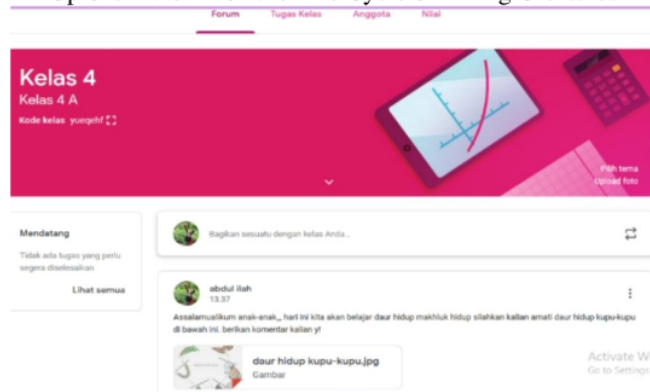 Forum Tugas Kelas Anggota Nilai
Kelas 4
Kelas 4 A
Kode kelas yueqehf
Pilih tema
Upload foto
Mendatang
Tidak ada tugas yang perlu
segera diselesaikan
Lihat semua
Bagikan sesuatu dengan kelas Anda...
abdul ilah
13.37
Assalamualikum anak-anak,, hari ini kita akan belajar daur hidup makhluk hidup silahkan kalian amati daur hidup kupu-kupu
di bawah ini. berikan komentar kalian y!
daur hidup kupu-kupu.jpg
Gambar
Activate W
Go to Settings